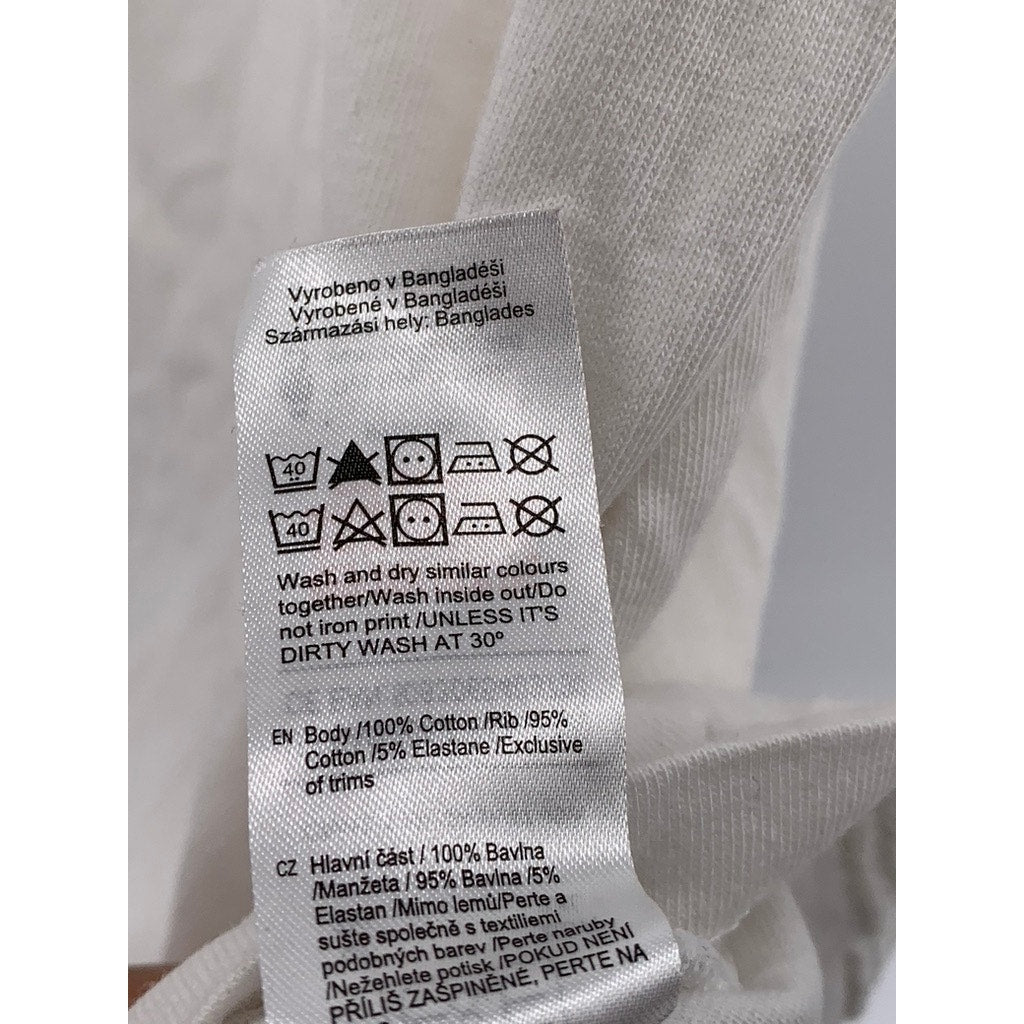 Vyrobeno v Bangladéši
Vyrobené v Bangladéši
Származási hely: Banglades
40
40
Wash and dry similar colours
together/Wash inside out/Do
not iron print /UNLESS IT'S
DIRTY WASH AT 30º
EN Body /100% Cotton /Rib /95%
Cotton /5% Elastane /Exclusive
of trims
CZ Hlavní část / 100% Bavlna
/Manžeta / 95% Bavlna /5%
Elastan /Mimo lemů/Perte a
sušte společně s textiliemi
podobných barev /Perte naruby
/Nežehlete potisk /POKUD NENÍ
PŘÍLIŠ ZAŠPINĚNÉ, PERTE NA